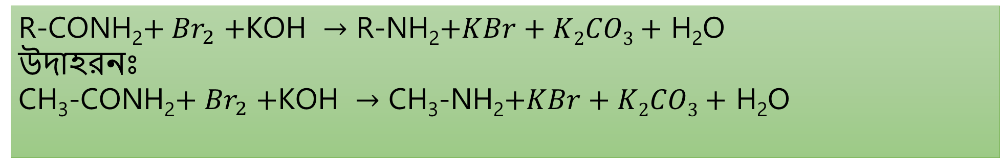 R-CONH₂+ Br₂ +KOH → R-NH₂+KBr + K₂CO₃ + H₂O
উদাহরনঃ
CH₃-CONH₂+ Br₂ +KOH → CH₃-NH₂+KBr + K₂CO₃ + H₂O